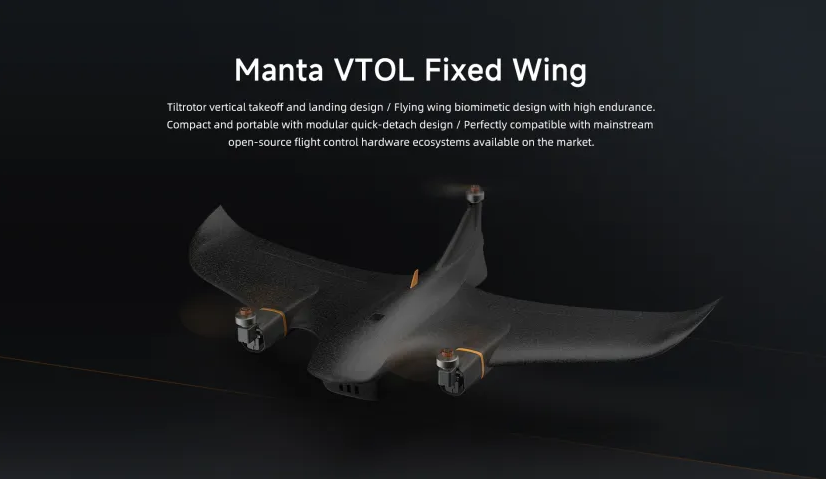 Manta VTOL Fixed Wing
Tiltrotor vertical takeoff and landing design / Flying wing biomimetic design with high endurance.
Compact and portable with modular quick-detach design / Perfectly compatible with mainstream
open-source flight control hardware ecosystems available on the market.